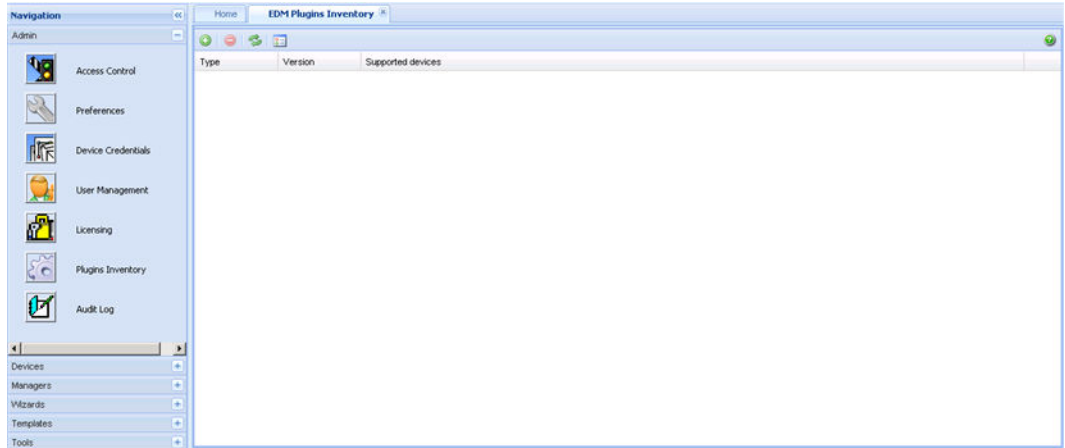 Navigation
Home
EDM Plugins Inventory
Admin
Type Version Supported devices
Access Control
Preferences
Device Credentials
User Management
Licensing
Plugins Inventory
Audit Log
Devices
Managers
Wizards
Templates
Tools